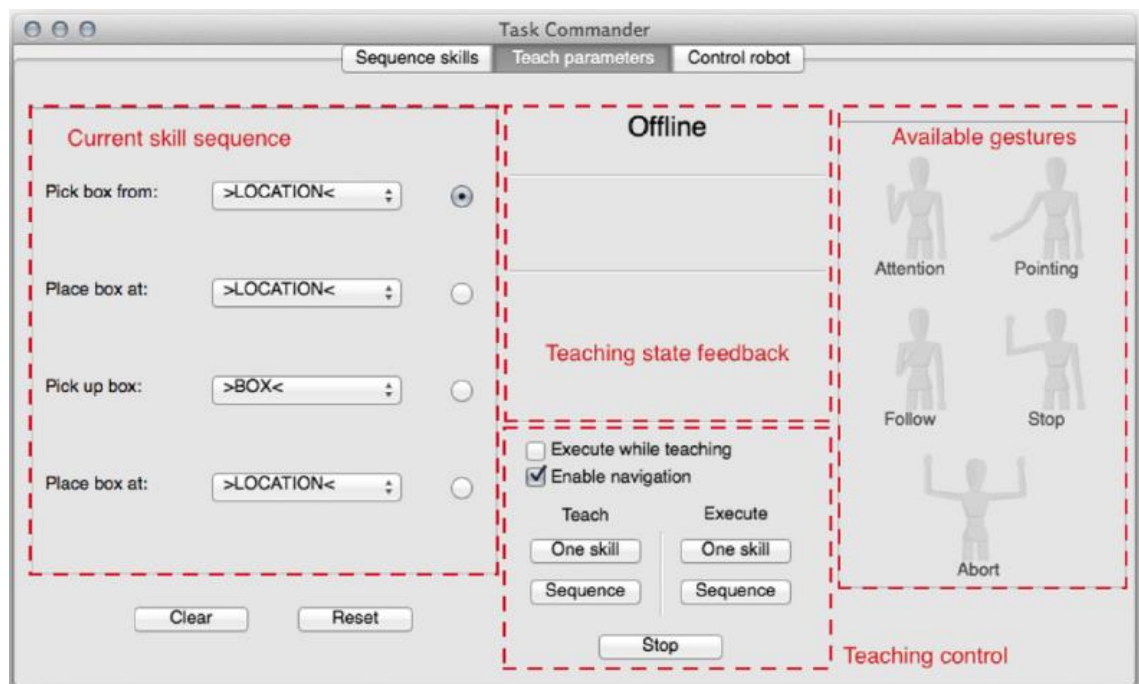 Task Commander
Sequence skills Teach parameters Control robot
Current skill sequence
Pick box from: >LOCATION<
Place box at: >LOCATION<
Pick up box: >BOX<
Place box at: >LOCATION<
Clear Reset
Offline
Teaching state feedback
Execute while teaching
Enable navigation
Teach Execute
One skill One skill
Sequence Sequence
Stop
Teaching control
Available gestures
Attention Pointing
Follow Stop
Abort